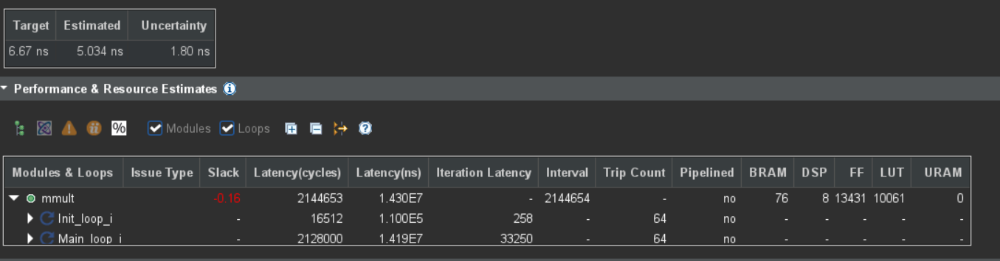 Target Estimated Uncertainty
6.67 ns 5.034 ns 1.80 ns
Performance & Resource Estimates
% Modules Loops
Modules & Loops Issue Type Slack Latency(cycles) Latency(ns) Iteration Latency Interval Trip Count Pipelined BRAM DSP FF LUT URAM
mmult -0.16 2144653 1.430E7 - 2144654 - no 76 8 13431 10061 0
Init_loop_i - 16512 1.100E5 258 - 64 no - - - - -
Main_loop_i - 2128000 1.419E7 33250 - 64 no - - - - -